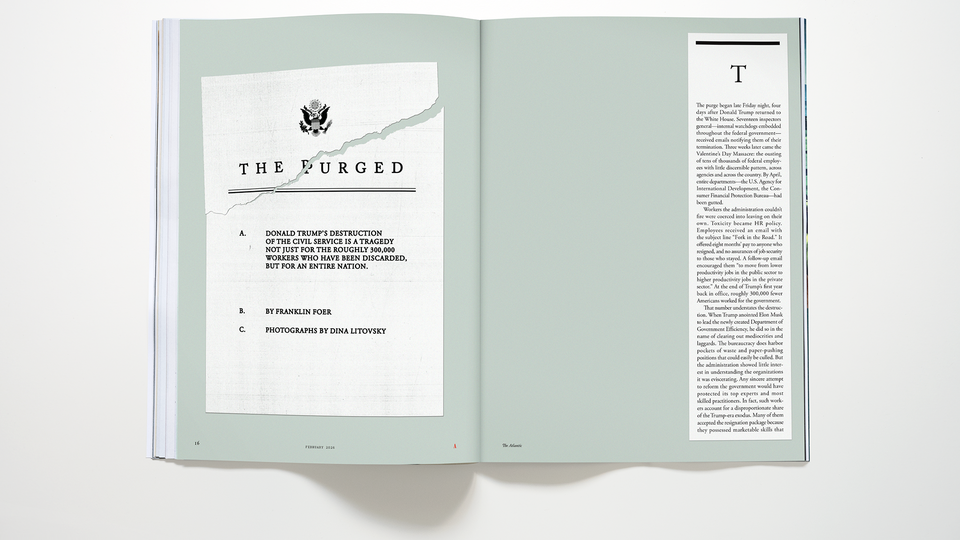 THE PURGED
A. DONALD TRUMP'S DESTRUCTION
OF THE CIVIL SERVICE IS A TRAGEDY
NOT JUST FOR THE ROUGHLY 300,000
WORKERS WHO HAVE BEEN DISCARDED,
BUT FOR AN ENTIRE NATION.
B. BY FRANKLIN FOER
C. PHOTOGRAPHS BY DINA LITOVSKY
16
FEBRUARY 2026
The Atlantic
T
The purge began late Friday night, four
days after Donald Trump returned to
the White House. Seventeen inspectors
general—internal watchdogs embedded
throughout the federal government—
received emails notifying them of their
termination. Three weeks later came the
Valentine's Day Massacre: the ousting
of tens of thousands of federal employ-
ees with little discernible pattern, across
agencies and across the country. By April,
entire departments—the U.S. Agency for
International Development, the Con-
sumer Financial Protection Bureau—had
been gutted.
Workers the administration couldn't
fire were coerced into leaving on their
own. Toxicity became HR policy.
Employees received an email with
the subject line "Fork in the Road." It
offered eight months' pay to anyone who
resigned, and no assurances of job security
to those who stayed. A follow-up email
encouraged them "to move from lower
productivity jobs in the public sector to
higher productivity jobs in the private
sector." At the end of Trump's first year
back in office, roughly 300,000 fewer
Americans worked for the government.
That number understates the destruc-
tion. When Trump anointed Elon Musk
to lead the newly created Department of
Government Efficiency, he did so in the
name of clearing out mediocrities and
laggards. The bureaucracy does harbor
pockets of waste and paper-pushing
positions that could easily be culled. But
the administration showed little inter-
est in understanding the organizations
it was eviscerating. Any sincere attempt
to reform the government would have
protected its top experts and most
skilled practitioners. In fact, such work-
ers account for a disproportionate share
of the Trump-era exodus. Many of them
accepted the resignation package because
they possessed marketable skills that